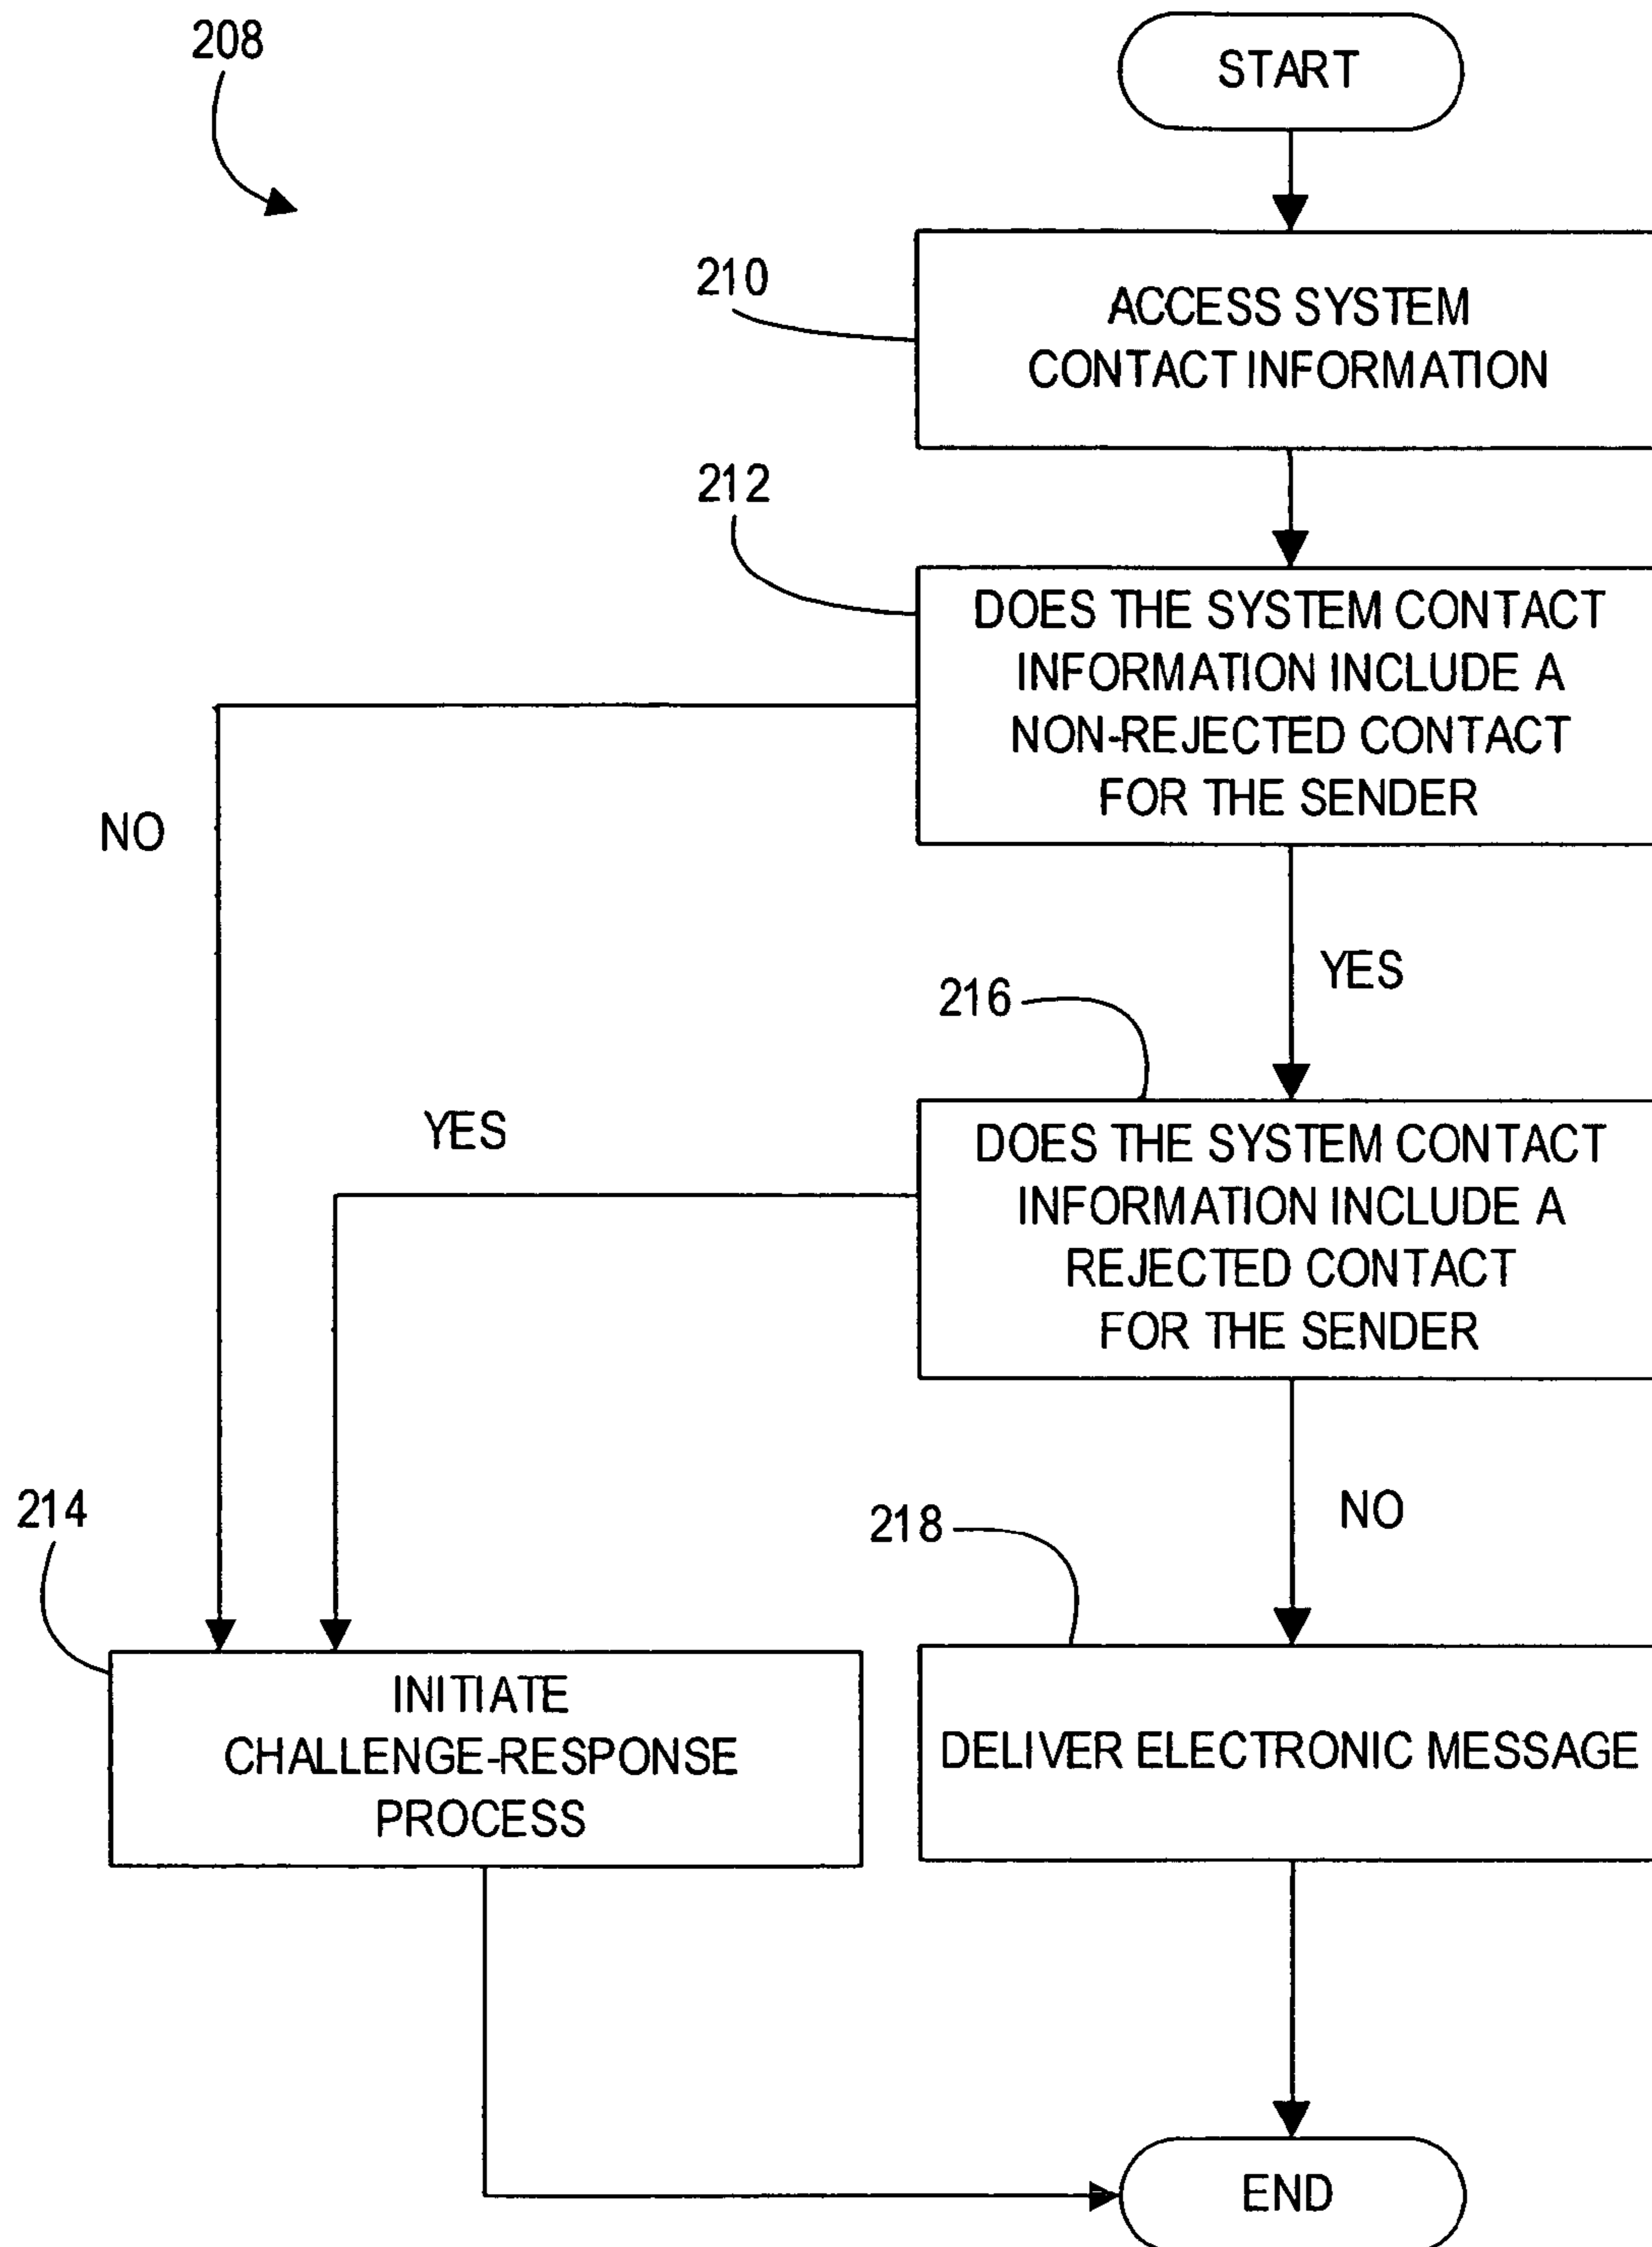 208
START
210
ACCESS SYSTEM
CONTACT INFORMATION
212
DOES THE SYSTEM CONTACT
INFORMATION INCLUDE A
NON-REJECTED CONTACT
FOR THE SENDER
NO
YES
216
YES
DOES THE SYSTEM CONTACT
INFORMATION INCLUDE A
REJECTED CONTACT
FOR THE SENDER
214
218
NO
INITIATE
CHALLENGE-RESPONSE
PROCESS
DELIVER ELECTRONIC MESSAGE
END